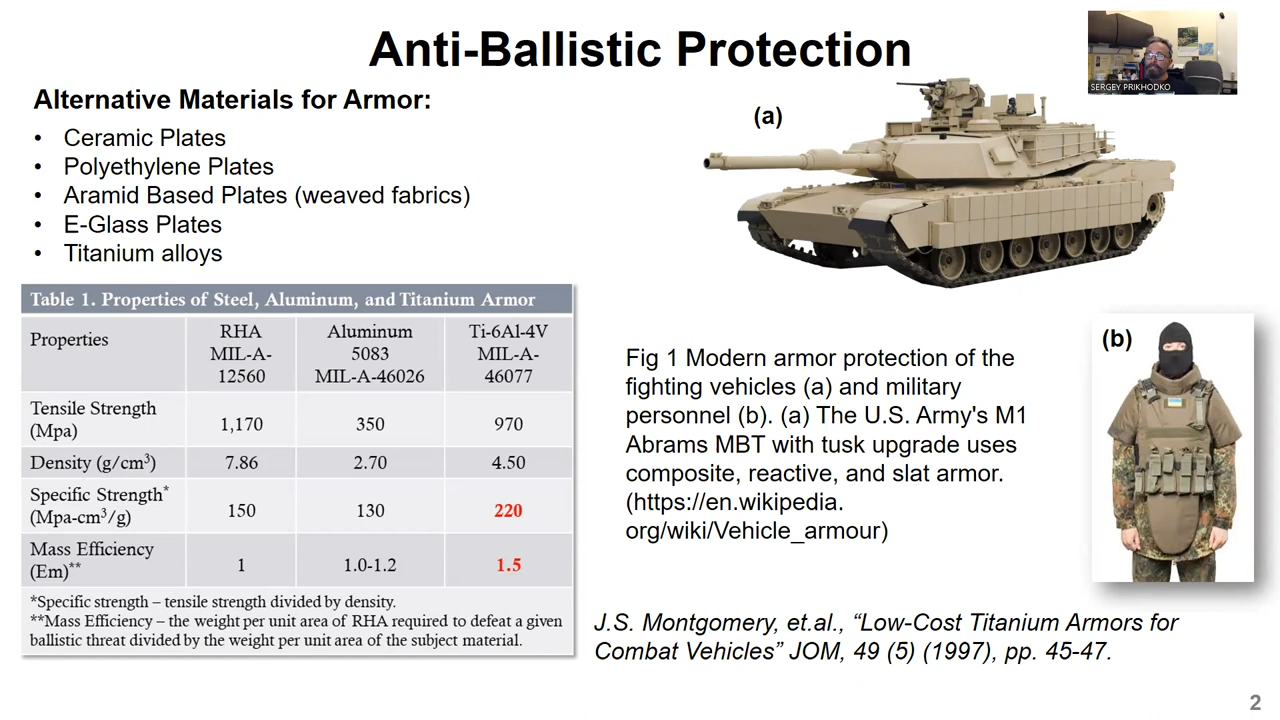 Anti-Ballistic Protection
SERGEY PRIKHODKO
Alternative Materials for Armor:
• Ceramic Plates
• Polyethylene Plates
• Aramid Based Plates (weaved fabrics)
• E-Glass Plates
• Titanium alloys
(a)
Table 1. Properties of Steel, Aluminum, and Titanium Armor
Properties
RHA
MIL-A-
12560
Aluminum
5083
MIL-A-46026
Ti-6Al-4V
MIL-A-
46077
Tensile Strength
(Mpa)
1,170
350
970
Density (g/cm³)
7.86
2.70
4.50
Specific Strength*
(Mpa-cm³/g)
150
130
220
Mass Efficiency
(Em)**
1
1.0-1.2
1.5
*Specific strength – tensile strength divided by density.
**Mass Efficiency – the weight per unit area of RHA required to defeat a given
ballistic threat divided by the weight per unit area of the subject material.
(b)
Fig 1 Modern armor protection of the
fighting vehicles (a) and military
personnel (b). (a) The U.S. Army's M1
Abrams MBT with tusk upgrade uses
composite, reactive, and slat armor.
(https://en.wikipedia.
org/wiki/Vehicle_armour)
J.S. Montgomery, et.al., “Low-Cost Titanium Armors for
Combat Vehicles” JOM, 49 (5) (1997), pp. 45-47.
2